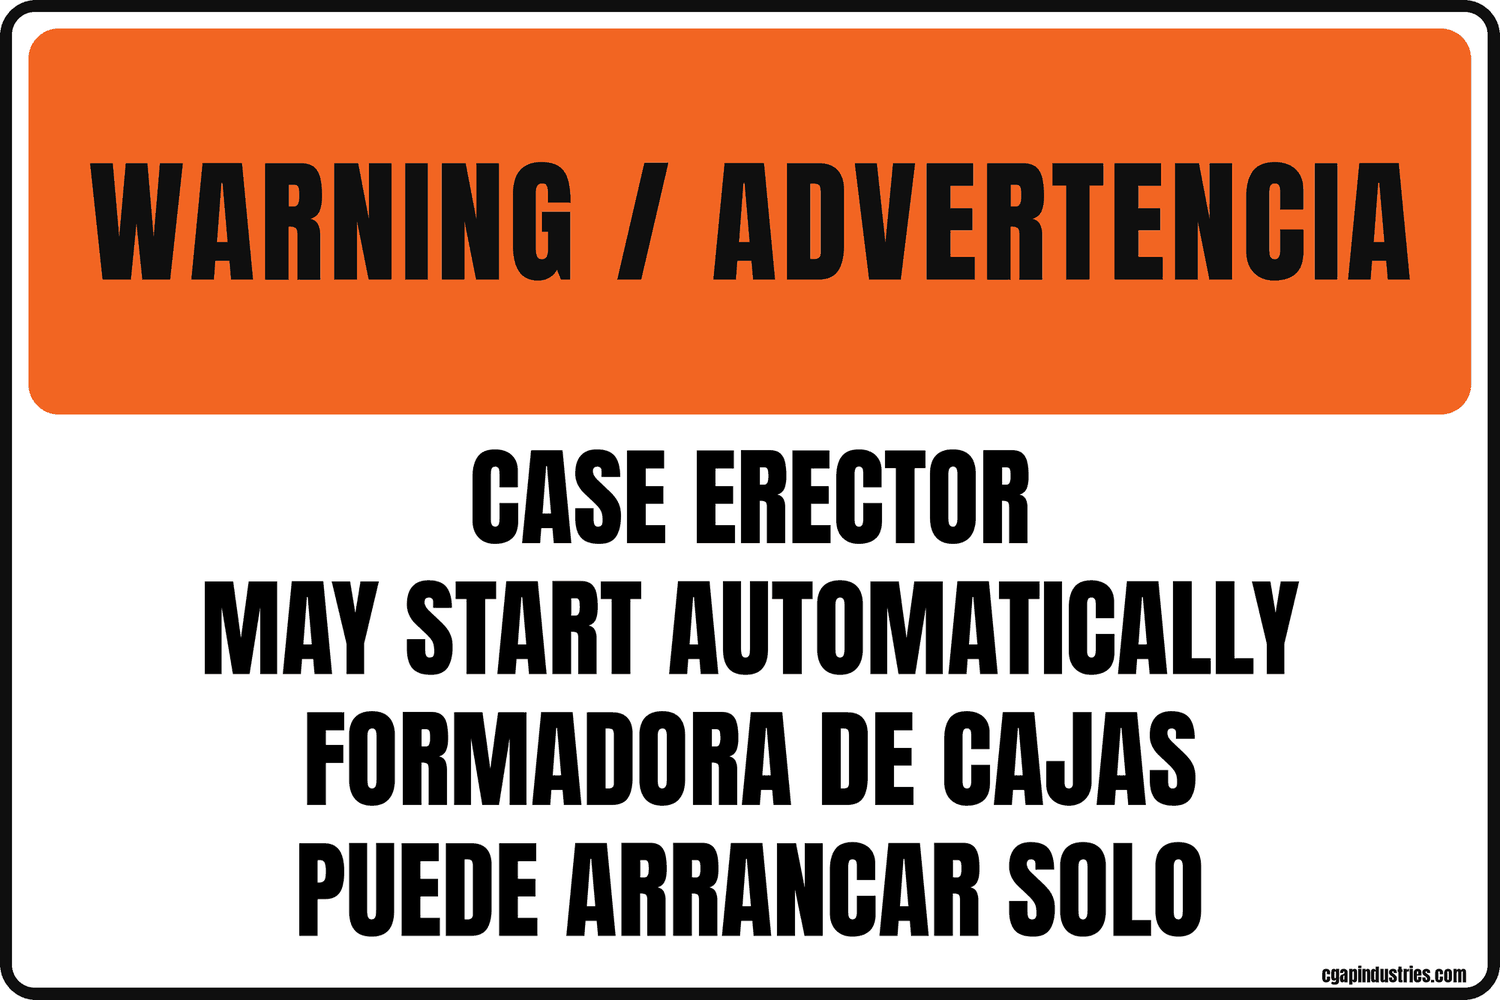 WARNING / ADVERTENCIA
CASE ERECTOR
MAY START AUTOMATICALLY
FORMADORA DE CAJAS
PUEDE ARRANCAR SOLO
cgapindustries.com